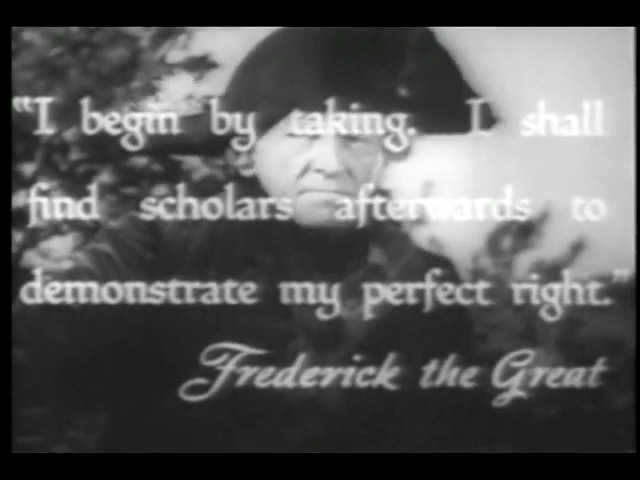 "I begin by taking. I shall
find scholars afterwards to
demonstrate my perfect right."
Frederick the Great